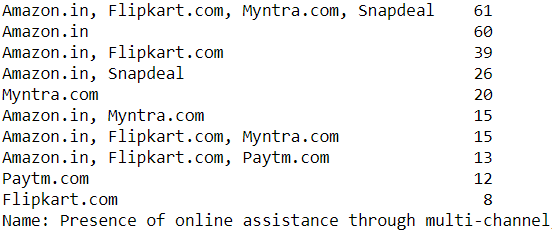 Amazon.in, Flipkart.com, Myntra.com, Snapdeal 61
Amazon.in 60
Amazon.in, Flipkart.com 39
Amazon.in, Snapdeal 26
Myntra.com 20
Amazon.in, Myntra.com 15
Amazon.in, Flipkart.com, Myntra.com 15
Amazon.in, Flipkart.com, Paytm.com 13
Paytm.com 12
Flipkart.com 8
Name: Presence of online assistance through multi-channel